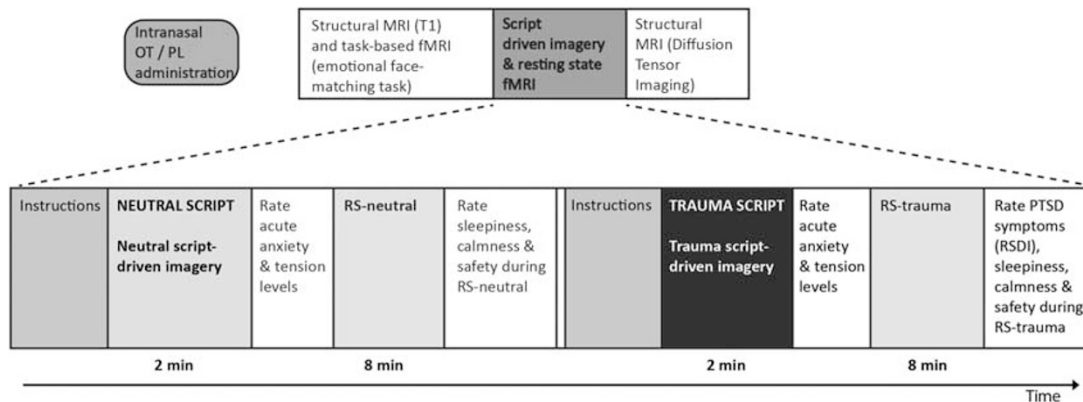 Intranasal
OT / PL
administration
Structural MRI (T1)
and task-based fMRI
(emotional face-
matching task)
Script
driven imagery
& resting state
fMRI
Structural
MRI (Diffusion
Tensor
Imaging)
Instructions
NEUTRAL SCRIPT
Neutral script-
driven imagery
Rate
acute
anxiety
& tension
levels
RS-neutral
Rate
sleepiness,
calmness &
safety during
RS-neutral
Instructions
TRAUMA SCRIPT
Trauma script-
driven imagery
Rate
acute
anxiety
& tension
levels
RS-trauma
Rate PTSD
symptoms
(RSDI),
sleepiness,
calmness &
safety during
RS-trauma
2 min
8 min
2 min
8 min
Time